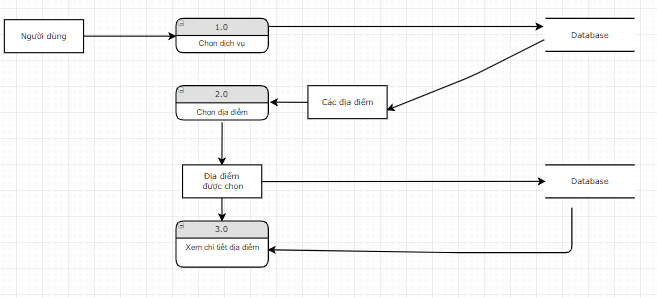 Người dùng
1.0
Chọn dịch vụ
Database
2.0
Chọn địa điểm
Các địa điểm
Địa điểm
được chọn
Database
3.0
Xem chi tiết địa điểm